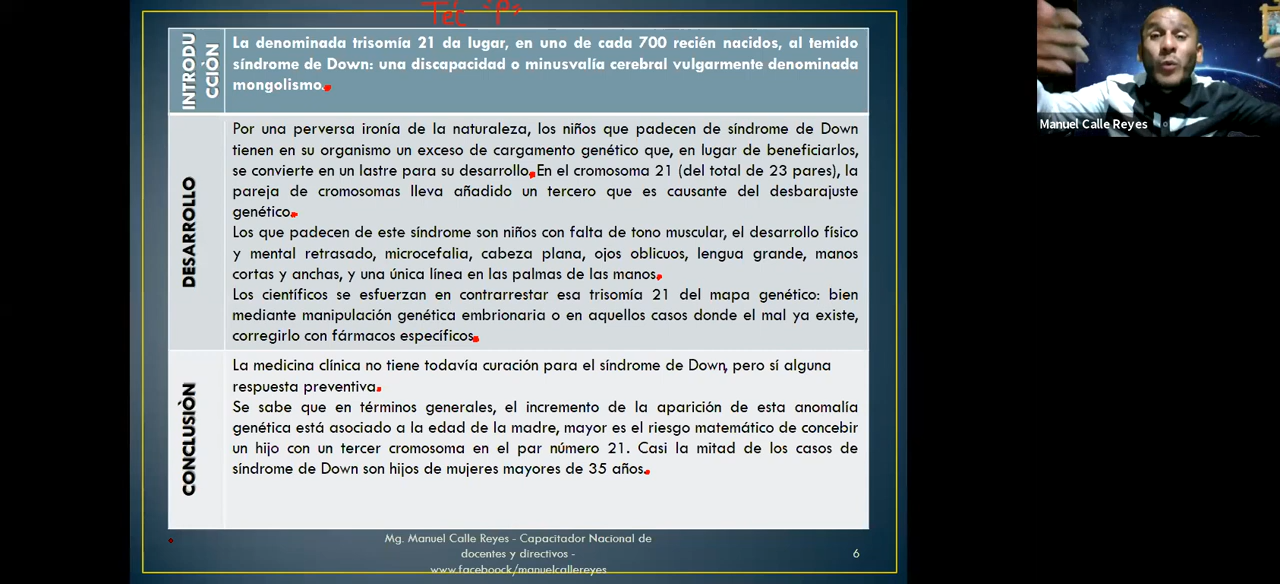 Téc
INTRODU
CCIÓN
La denominada trisomía 21 da lugar, en uno de cada 700 recién nacidos, al temido
síndrome de Down: una discapacidad o minusvalía cerebral vulgarmente denominada
mongolismo.
DESARROLLO
Por una perversa ironía de la naturaleza, los niños que padecen de síndrome de Down
tienen en su organismo un exceso de cargamento genético que, en lugar de beneficiarlos,
se convierte en un lastre para su desarrollo. En el cromosoma 21 (del total de 23 pares), la
pareja de cromosomas lleva añadido un tercero que es causante del desbarajuste
genético.
Los que padecen de este síndrome son niños con falta de tono muscular, el desarrollo físico
y mental retrasado, microcefalia, cabeza plana, ojos oblicuos, lengua grande, manos
cortas y anchas, y una única línea en las palmas de las manos.
Los científicos se esfuerzan en contrarrestar esa trisomía 21 del mapa genético: bien
mediante manipulación genética embrionaria o en aquellos casos donde el mal ya existe,
corregirlo con fármacos específicos.
CONCLUSIÒN
La medicina clínica no tiene todavía curación para el síndrome de Down, pero sí alguna
respuesta preventiva.
Se sabe que en términos generales, el incremento de la aparición de esta anomalía
genética está asociado a la edad de la madre, mayor es el riesgo matemático de concebir
un hijo con un tercer cromosoma en el par número 21. Casi la mitad de los casos de
síndrome de Down son hijos de mujeres mayores de 35 años.
Mg. Manuel Calle Reyes - Capacitador Nacional de
docentes y directivos -
www.faceboock/manuelcallereyes
6
Manuel Calle Reyes